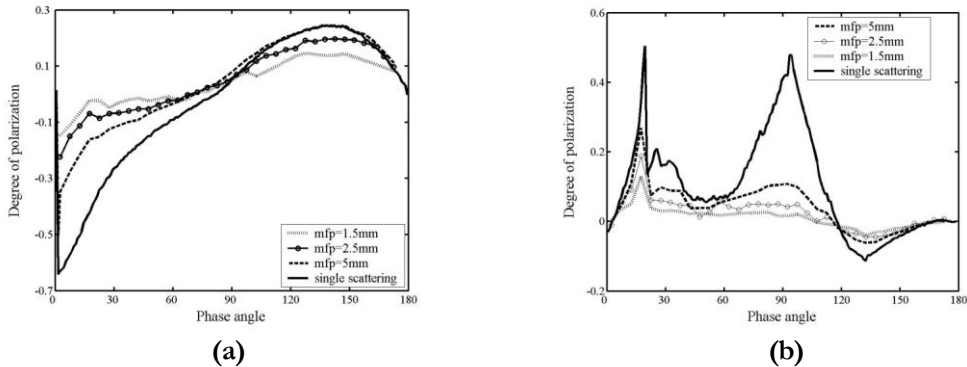 0.3
0.1
-0.1
-0.3
-0.5
-0.7
0 30 60 90 120 150 180
Degree of polarization
Phase angle
mfp=1.5mm
mfp=2.5mm
mfp=5mm
single scattering
(a)
0.6
0.4
0.2
0
-0.2
0 30 60 90 120 150 180
Degree of polarization
Phase angle
mfp=5mm
mfp=2.5mm
mfp=1.5mm
single scattering
(b)